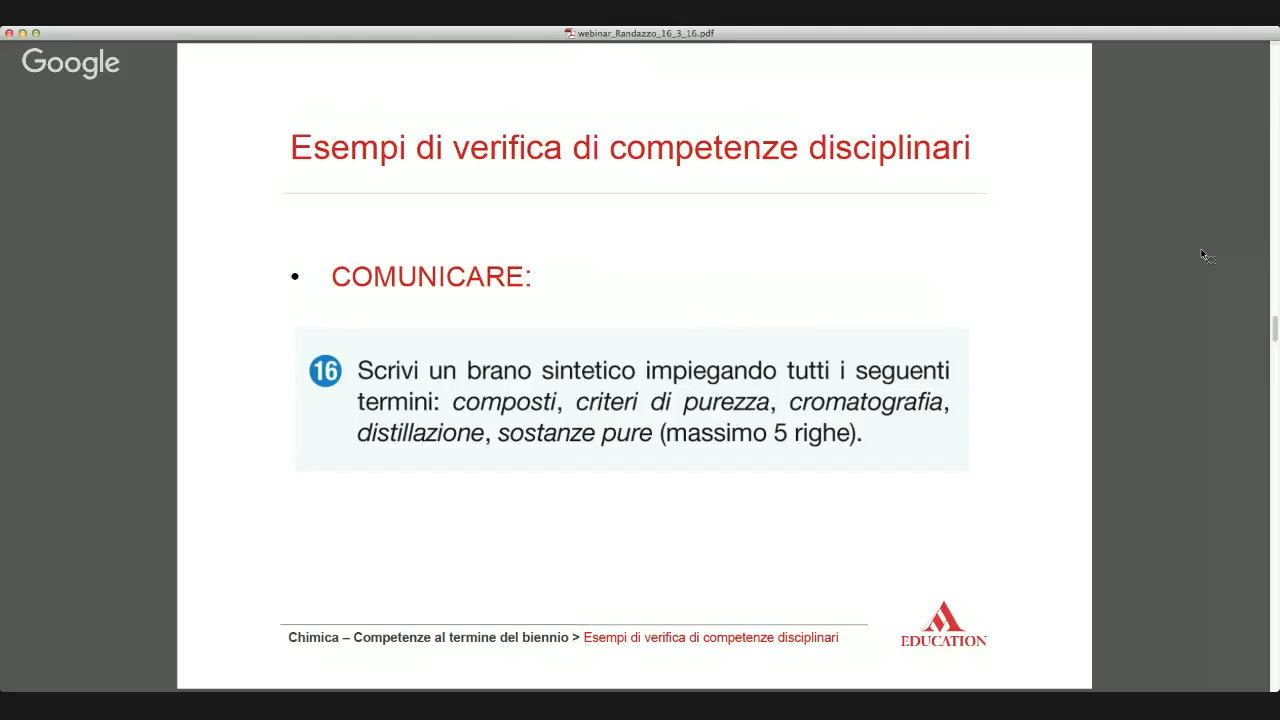 webinar_Randazzo_16_3_16.pdf
Google
Esempi di verifica di competenze disciplinari
• COMUNICARE:
16 Scrivi un brano sintetico impiegando tutti i seguenti
termini: composti, criteri di purezza, cromatografia,
distillazione, sostanze pure (massimo 5 righe).
Chimica – Competenze al termine del biennio > Esempi di verifica di competenze disciplinari
EDUCATION